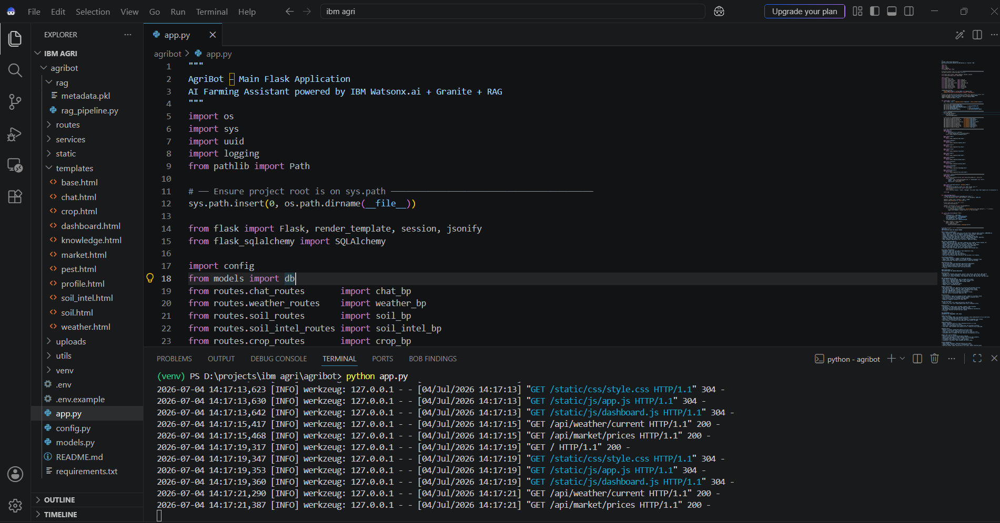 File Edit Selection View Go Run Terminal Help
ibm agri
Upgrade your plan
EXPLORER
IBM AGRI
agribot
rag
metadata.pkl
rag_pipeline.py
routes
services
static
templates
base.html
chat.html
crop.html
dashboard.html
knowledge.html
market.html
pest.html
profile.html
soil_intel.html
soil.html
weather.html
uploads
utils
venv
.env
.env.example
app.py
config.py
models.py
README.md
requirements.txt
OUTLINE
TIMELINE
app.py
agribot > app.py
1 """
2 AgriBot – Main Flask Application
3 AI Farming Assistant powered by IBM Watsonx.ai + Granite + RAG
4 """
5 import os
6 import sys
7 import uuid
8 import logging
9 from pathlib import Path
10
11 # —— Ensure project root is on sys.path ————————————————————————————————
12 sys.path.insert(0, os.path.dirname(__file__))
13
14 from flask import Flask, render_template, session, jsonify
15 from flask_sqlalchemy import SQLAlchemy
16
17 import config
18 from models import db
19 from routes.chat_routes import chat_bp
20 from routes.weather_routes import weather_bp
21 from routes.soil_routes import soil_bp
22 from routes.soil_intel_routes import soil_intel_bp
23 from routes.crop_routes import crop_bp
PROBLEMS OUTPUT DEBUG CONSOLE TERMINAL PORTS BOB FINDINGS
python - agribot
(venv) PS D:\projects\ibm agri\agribot> python app.py
2026-07-04 14:17:13,623 [INFO] werkzeug: 127.0.0.1 - - [04/Jul/2026 14:17:13] "GET /static/css/style.css HTTP/1.1" 304 -
2026-07-04 14:17:13,630 [INFO] werkzeug: 127.0.0.1 - - [04/Jul/2026 14:17:13] "GET /static/js/app.js HTTP/1.1" 304 -
2026-07-04 14:17:13,642 [INFO] werkzeug: 127.0.0.1 - - [04/Jul/2026 14:17:13] "GET /static/js/dashboard.js HTTP/1.1" 304 -
2026-07-04 14:17:15,417 [INFO] werkzeug: 127.0.0.1 - - [04/Jul/2026 14:17:15] "GET /api/weather/current HTTP/1.1" 200 -
2026-07-04 14:17:15,468 [INFO] werkzeug: 127.0.0.1 - - [04/Jul/2026 14:17:15] "GET /api/market/prices HTTP/1.1" 200 -
2026-07-04 14:17:19,317 [INFO] werkzeug: 127.0.0.1 - - [04/Jul/2026 14:17:19] "GET / HTTP/1.1" 200 -
2026-07-04 14:17:19,347 [INFO] werkzeug: 127.0.0.1 - - [04/Jul/2026 14:17:19] "GET /static/css/style.css HTTP/1.1" 304 -
2026-07-04 14:17:19,353 [INFO] werkzeug: 127.0.0.1 - - [04/Jul/2026 14:17:19] "GET /static/js/app.js HTTP/1.1" 304 -
2026-07-04 14:17:19,360 [INFO] werkzeug: 127.0.0.1 - - [04/Jul/2026 14:17:19] "GET /static/js/dashboard.js HTTP/1.1" 304 -
2026-07-04 14:17:21,290 [INFO] werkzeug: 127.0.0.1 - - [04/Jul/2026 14:17:21] "GET /api/weather/current HTTP/1.1" 200 -
2026-07-04 14:17:21,387 [INFO] werkzeug: 127.0.0.1 - - [04/Jul/2026 14:17:21] "GET /api/market/prices HTTP/1.1" 200 -